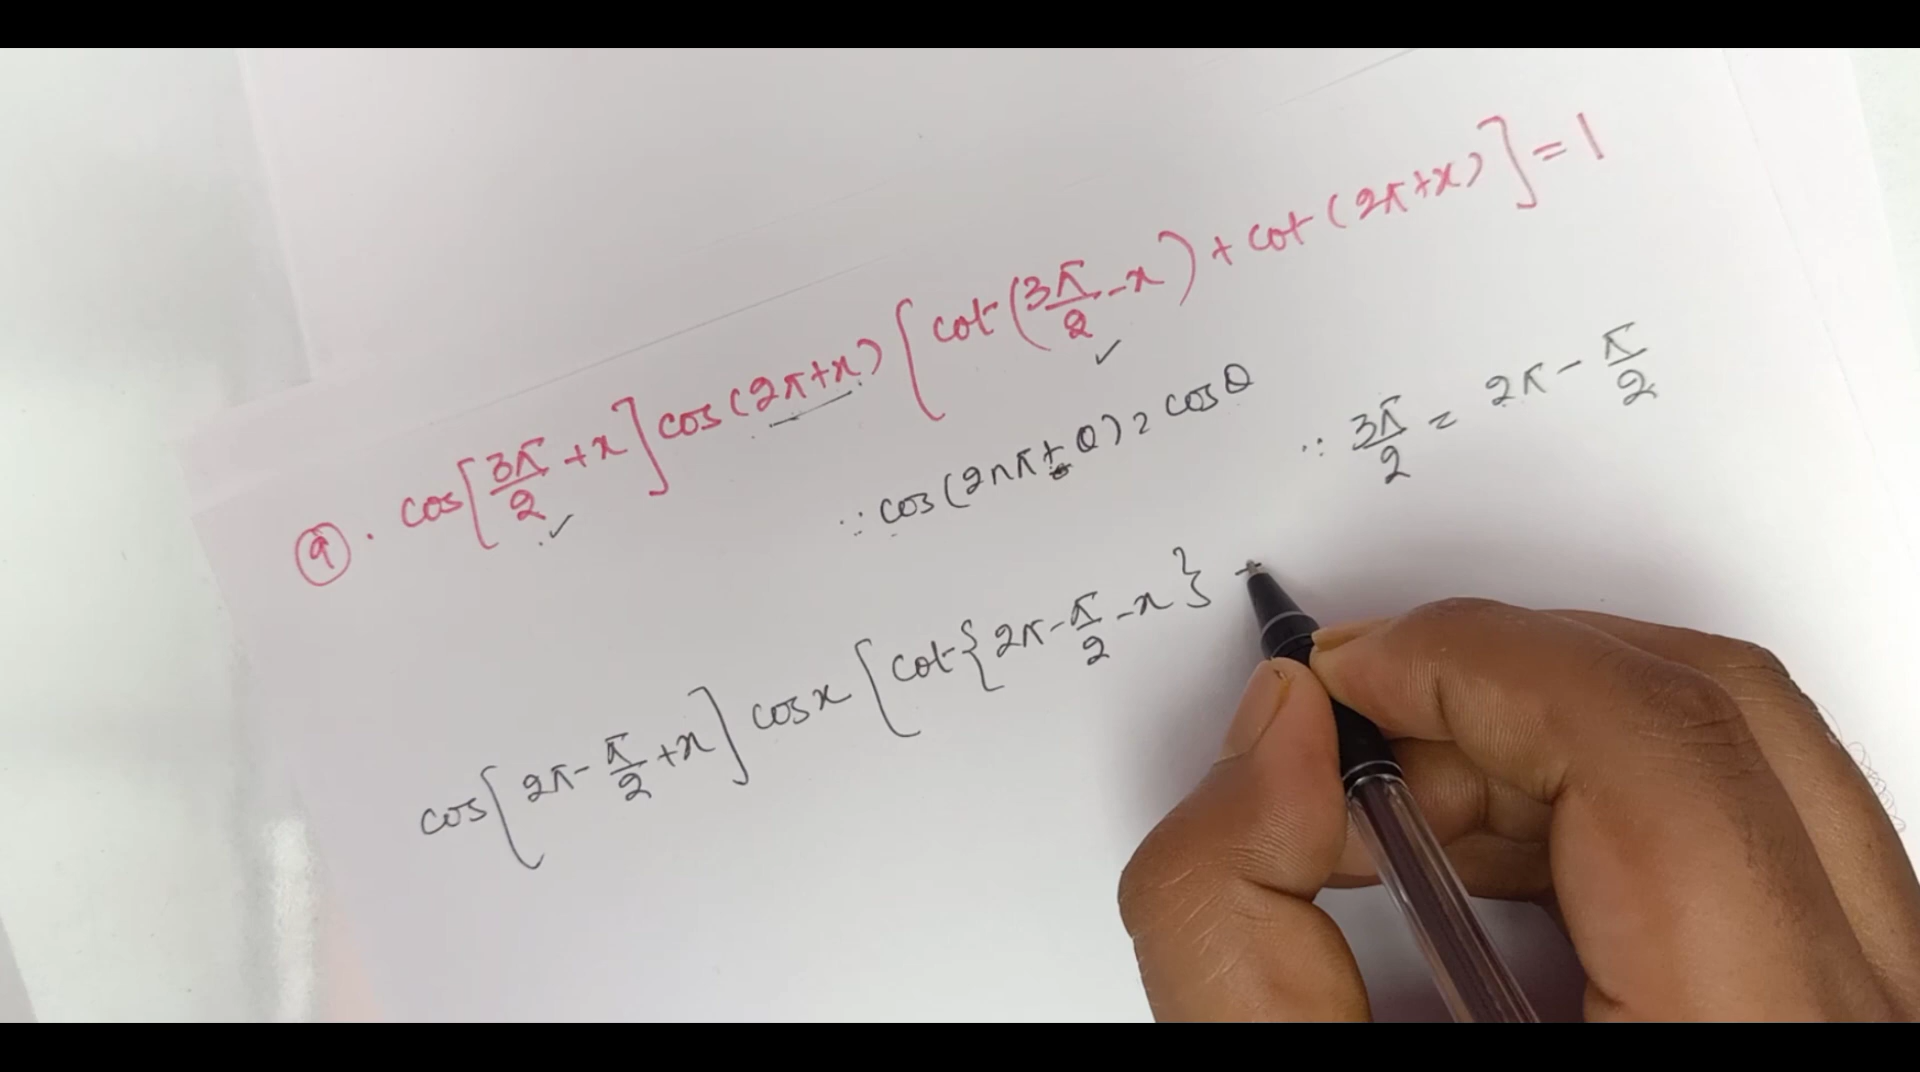 9. cos[3π/2 + x] cos(2π+x) [cot(3π/2 - x) + cot(2π+x)] = 1
∵ cos(2nπ ± θ) = cosθ
∵ 3π/2 = 2π - π/2
cos[2π - π/2 + x] cos x [cot{2π - π/2 - x} +